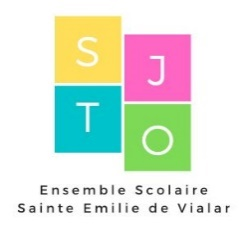 S J
T O
Ensemble Scolaire
Sainte Emilie de Vialar